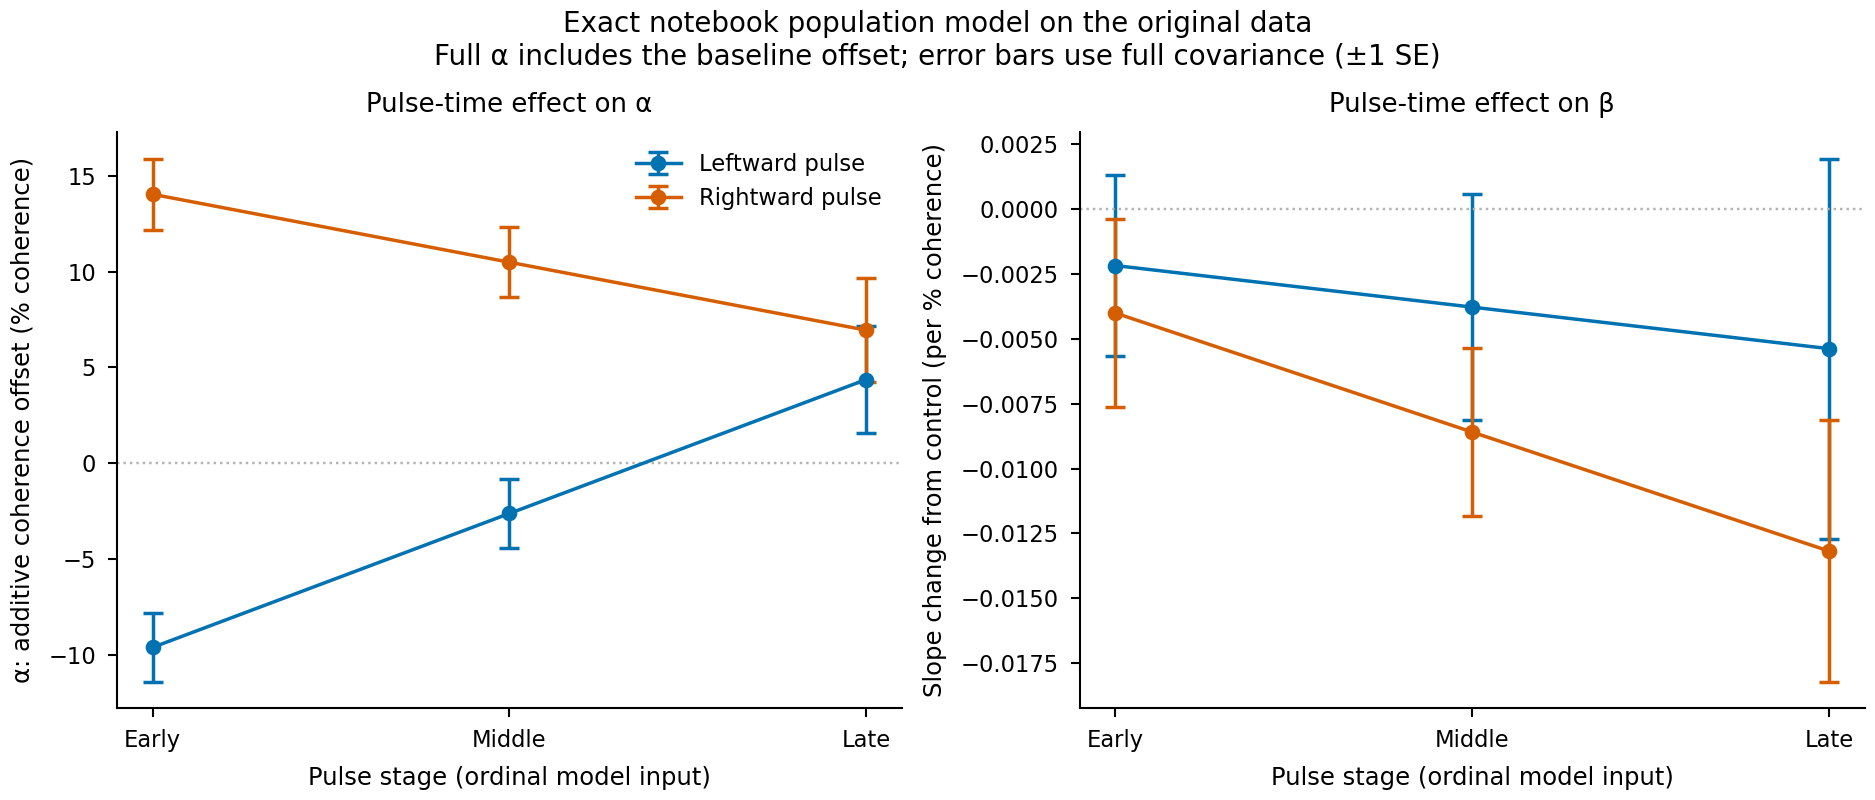 Exact notebook population model on the original data
Full α includes the baseline offset; error bars use full covariance (±1 SE)
Pulse-time effect on α
α: additive coherence offset (% coherence)
15
10
5
0
−5
−10
Leftward pulse
Rightward pulse
Early
Middle
Late
Pulse stage (ordinal model input)
Pulse-time effect on β
Slope change from control (per % coherence)
0.0025
0.0000
−0.0025
−0.0050
−0.0075
−0.0100
−0.0125
−0.0150
−0.0175
Early
Middle
Late
Pulse stage (ordinal model input)